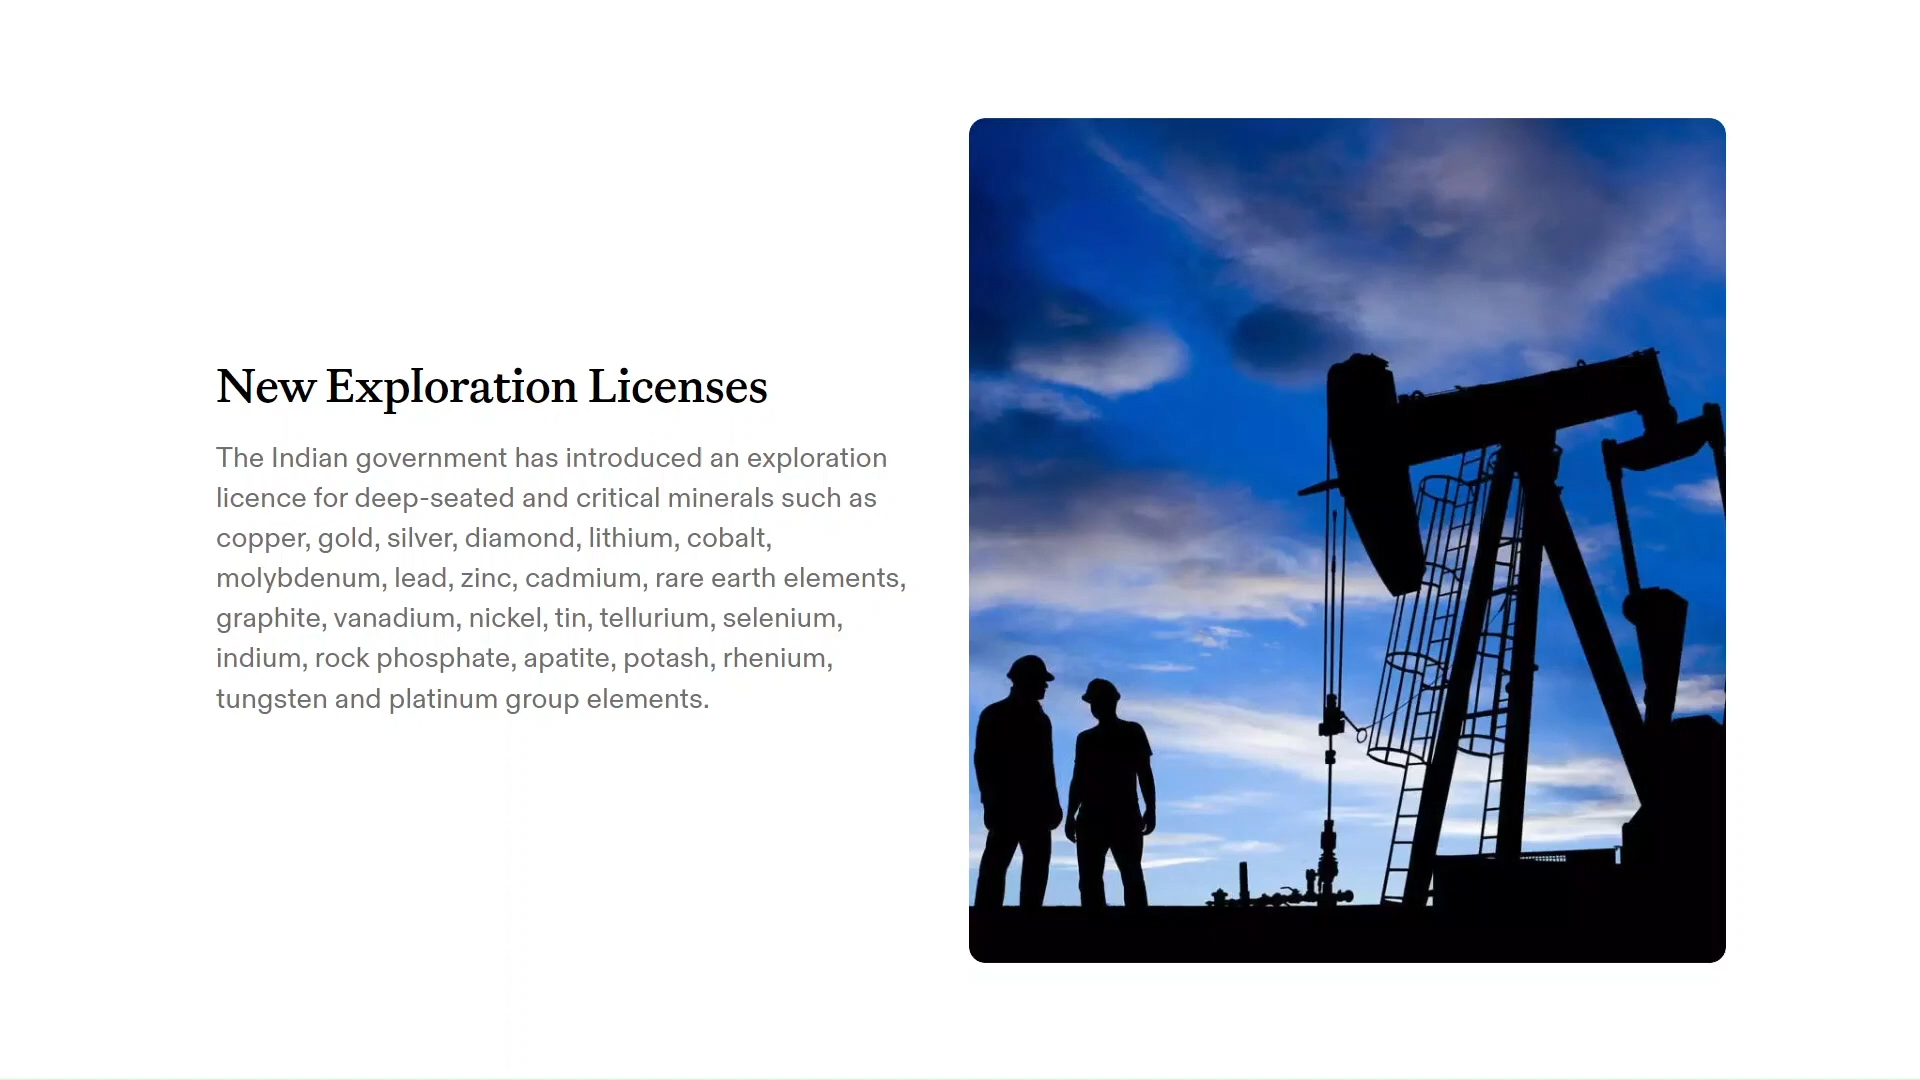 New Exploration Licenses
The Indian government has introduced an exploration
licence for deep-seated and critical minerals such as
copper, gold, silver, diamond, lithium, cobalt,
molybdenum, lead, zinc, cadmium, rare earth elements,
graphite, vanadium, nickel, tin, tellurium, selenium,
indium, rock phosphate, apatite, potash, rhenium,
tungsten and platinum group elements.